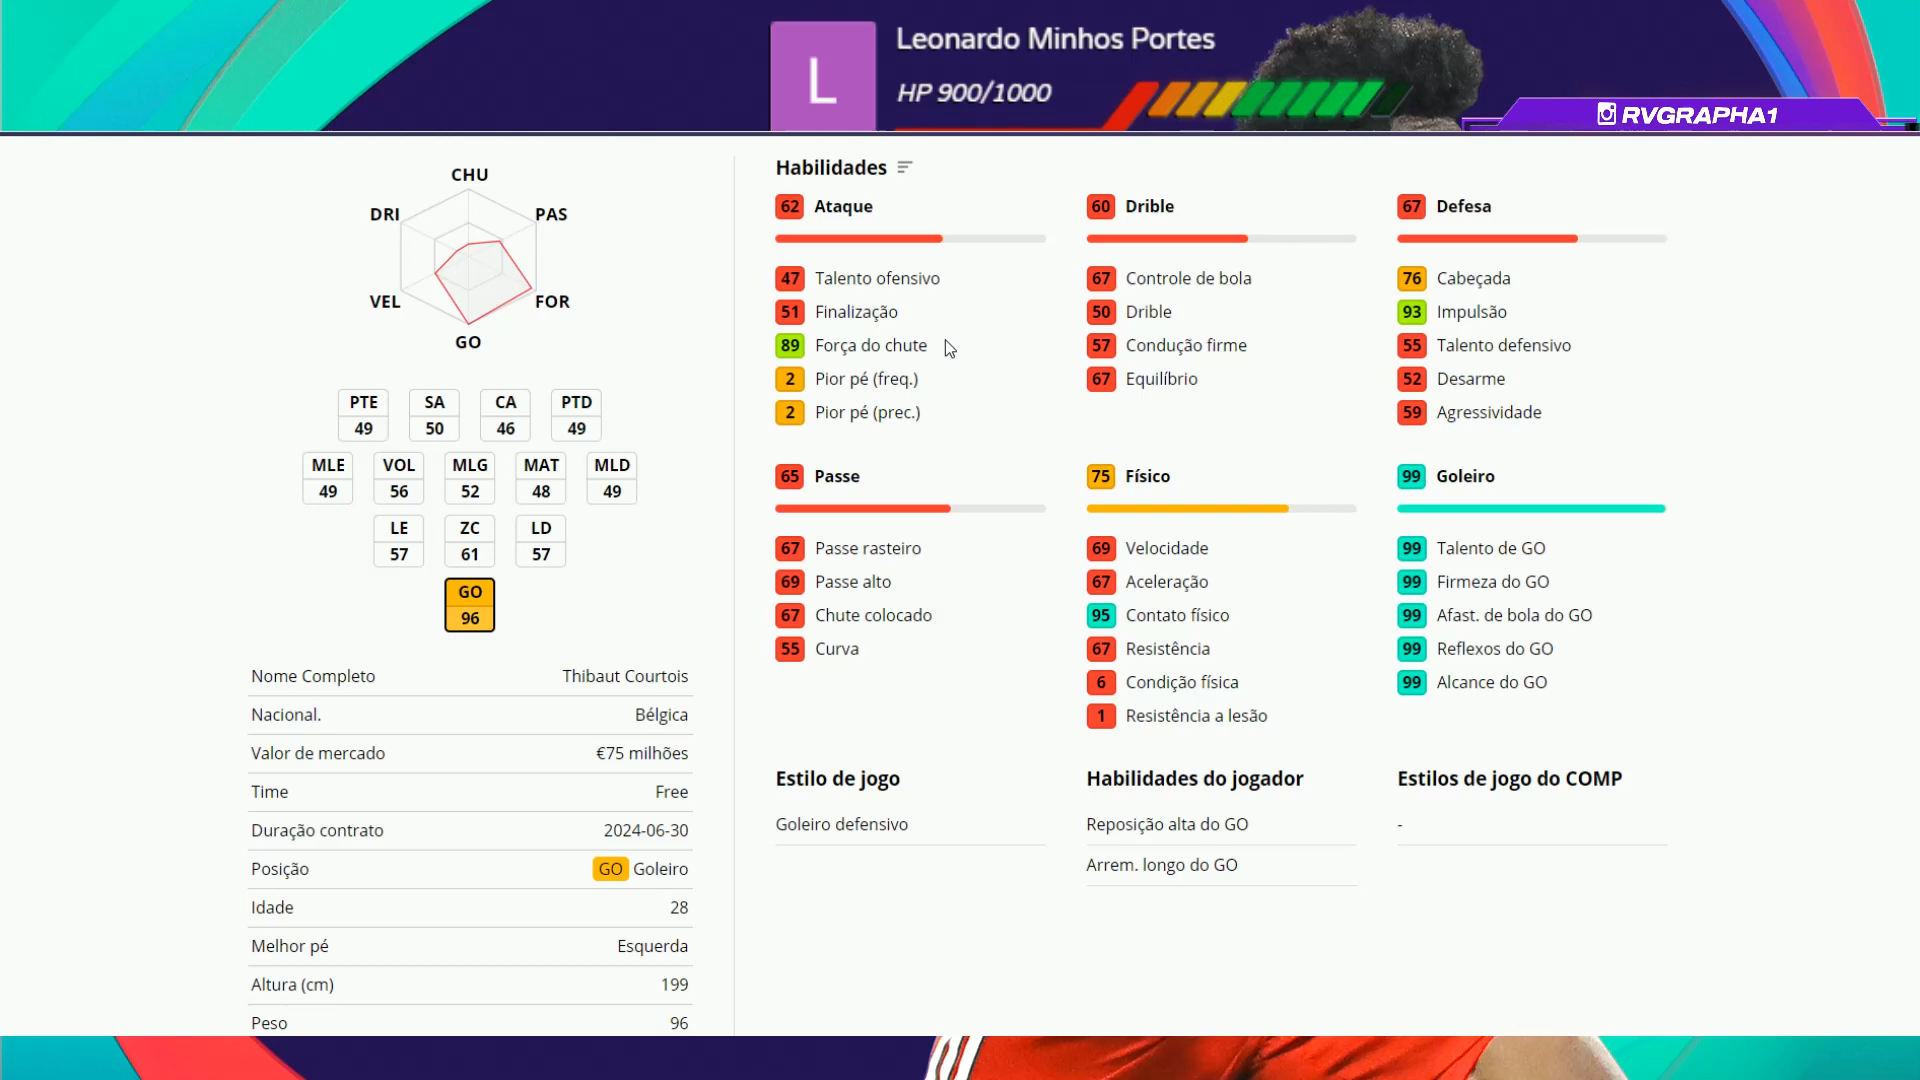 L
Leonardo Minhos Portes
HP 900/1000
RVGRAPHA1
CHU
DRI
PAS
VEL
FOR
GO
PTE
49
SA
50
CA
46
PTD
49
MLE
49
VOL
56
MLG
52
MAT
48
MLD
49
LE
57
ZC
61
LD
57
GO
96
Nome Completo Thibaut Courtois
Nacional. Bélgica
Valor de mercado €75 milhões
Time Free
Duração contrato 2024-06-30
Posição GO Goleiro
Idade 28
Melhor pé Esquerda
Altura (cm) 199
Peso 96
Habilidades
62 Ataque
47 Talento ofensivo
51 Finalização
89 Força do chute
2 Pior pé (freq.)
2 Pior pé (prec.)
60 Drible
67 Controle de bola
50 Drible
57 Condução firme
67 Equilíbrio
67 Defesa
76 Cabeçada
93 Impulsão
55 Talento defensivo
52 Desarme
59 Agressividade
65 Passe
67 Passe rasteiro
69 Passe alto
67 Chute colocado
55 Curva
75 Físico
69 Velocidade
67 Aceleração
95 Contato físico
67 Resistência
6 Condição física
1 Resistência a lesão
99 Goleiro
99 Talento de GO
99 Firmeza do GO
99 Afast. de bola do GO
99 Reflexos do GO
99 Alcance do GO
Estilo de jogo
Goleiro defensivo
Habilidades do jogador
Reposição alta do GO
Arrem. longo do GO
Estilos de jogo do COMP
-